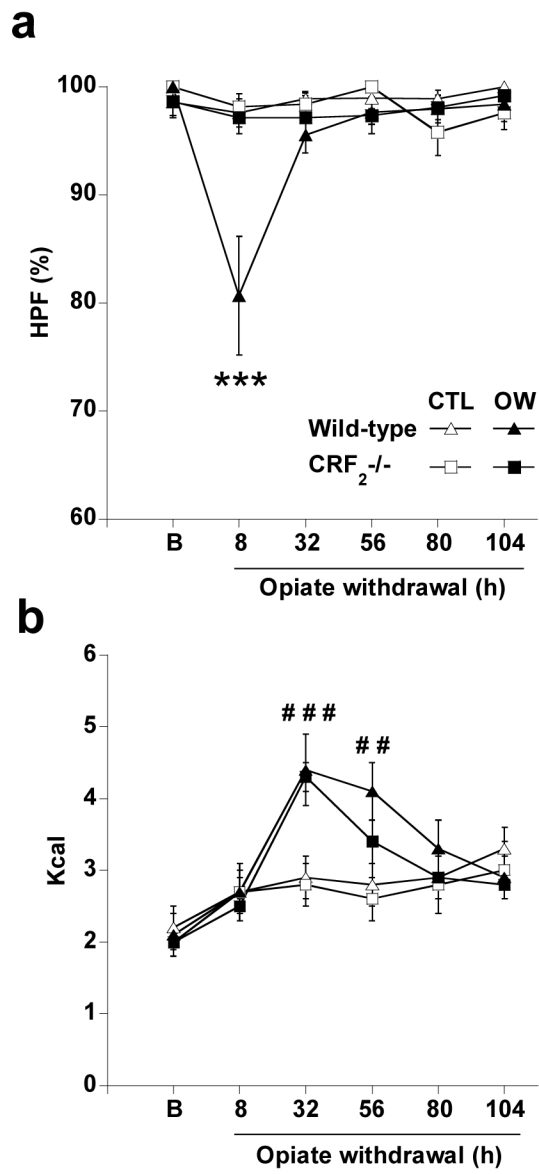 a
100
90
80
70
60
HPF (%)
***
CTL OW
Wild-type
CRF2-/-
B 8 32 56 80 104
Opiate withdrawal (h)
b
6
5
4
3
2
1
0
Kcal
# # #
# #
B 8 32 56 80 104
Opiate withdrawal (h)